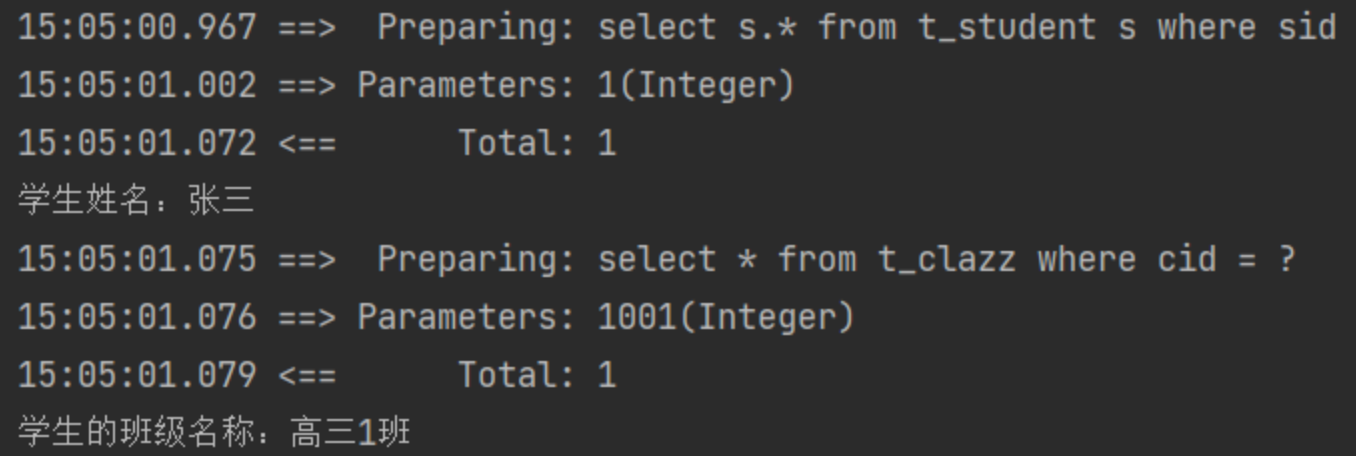 15:05:00.967 ==>  Preparing: select s.* from t_student s where sid
15:05:01.002 ==> Parameters: 1(Integer)
15:05:01.072 <==      Total: 1
学生姓名：张三
15:05:01.075 ==>  Preparing: select * from t_clazz where cid = ?
15:05:01.076 ==> Parameters: 1001(Integer)
15:05:01.079 <==      Total: 1
学生的班级名称：高三1班